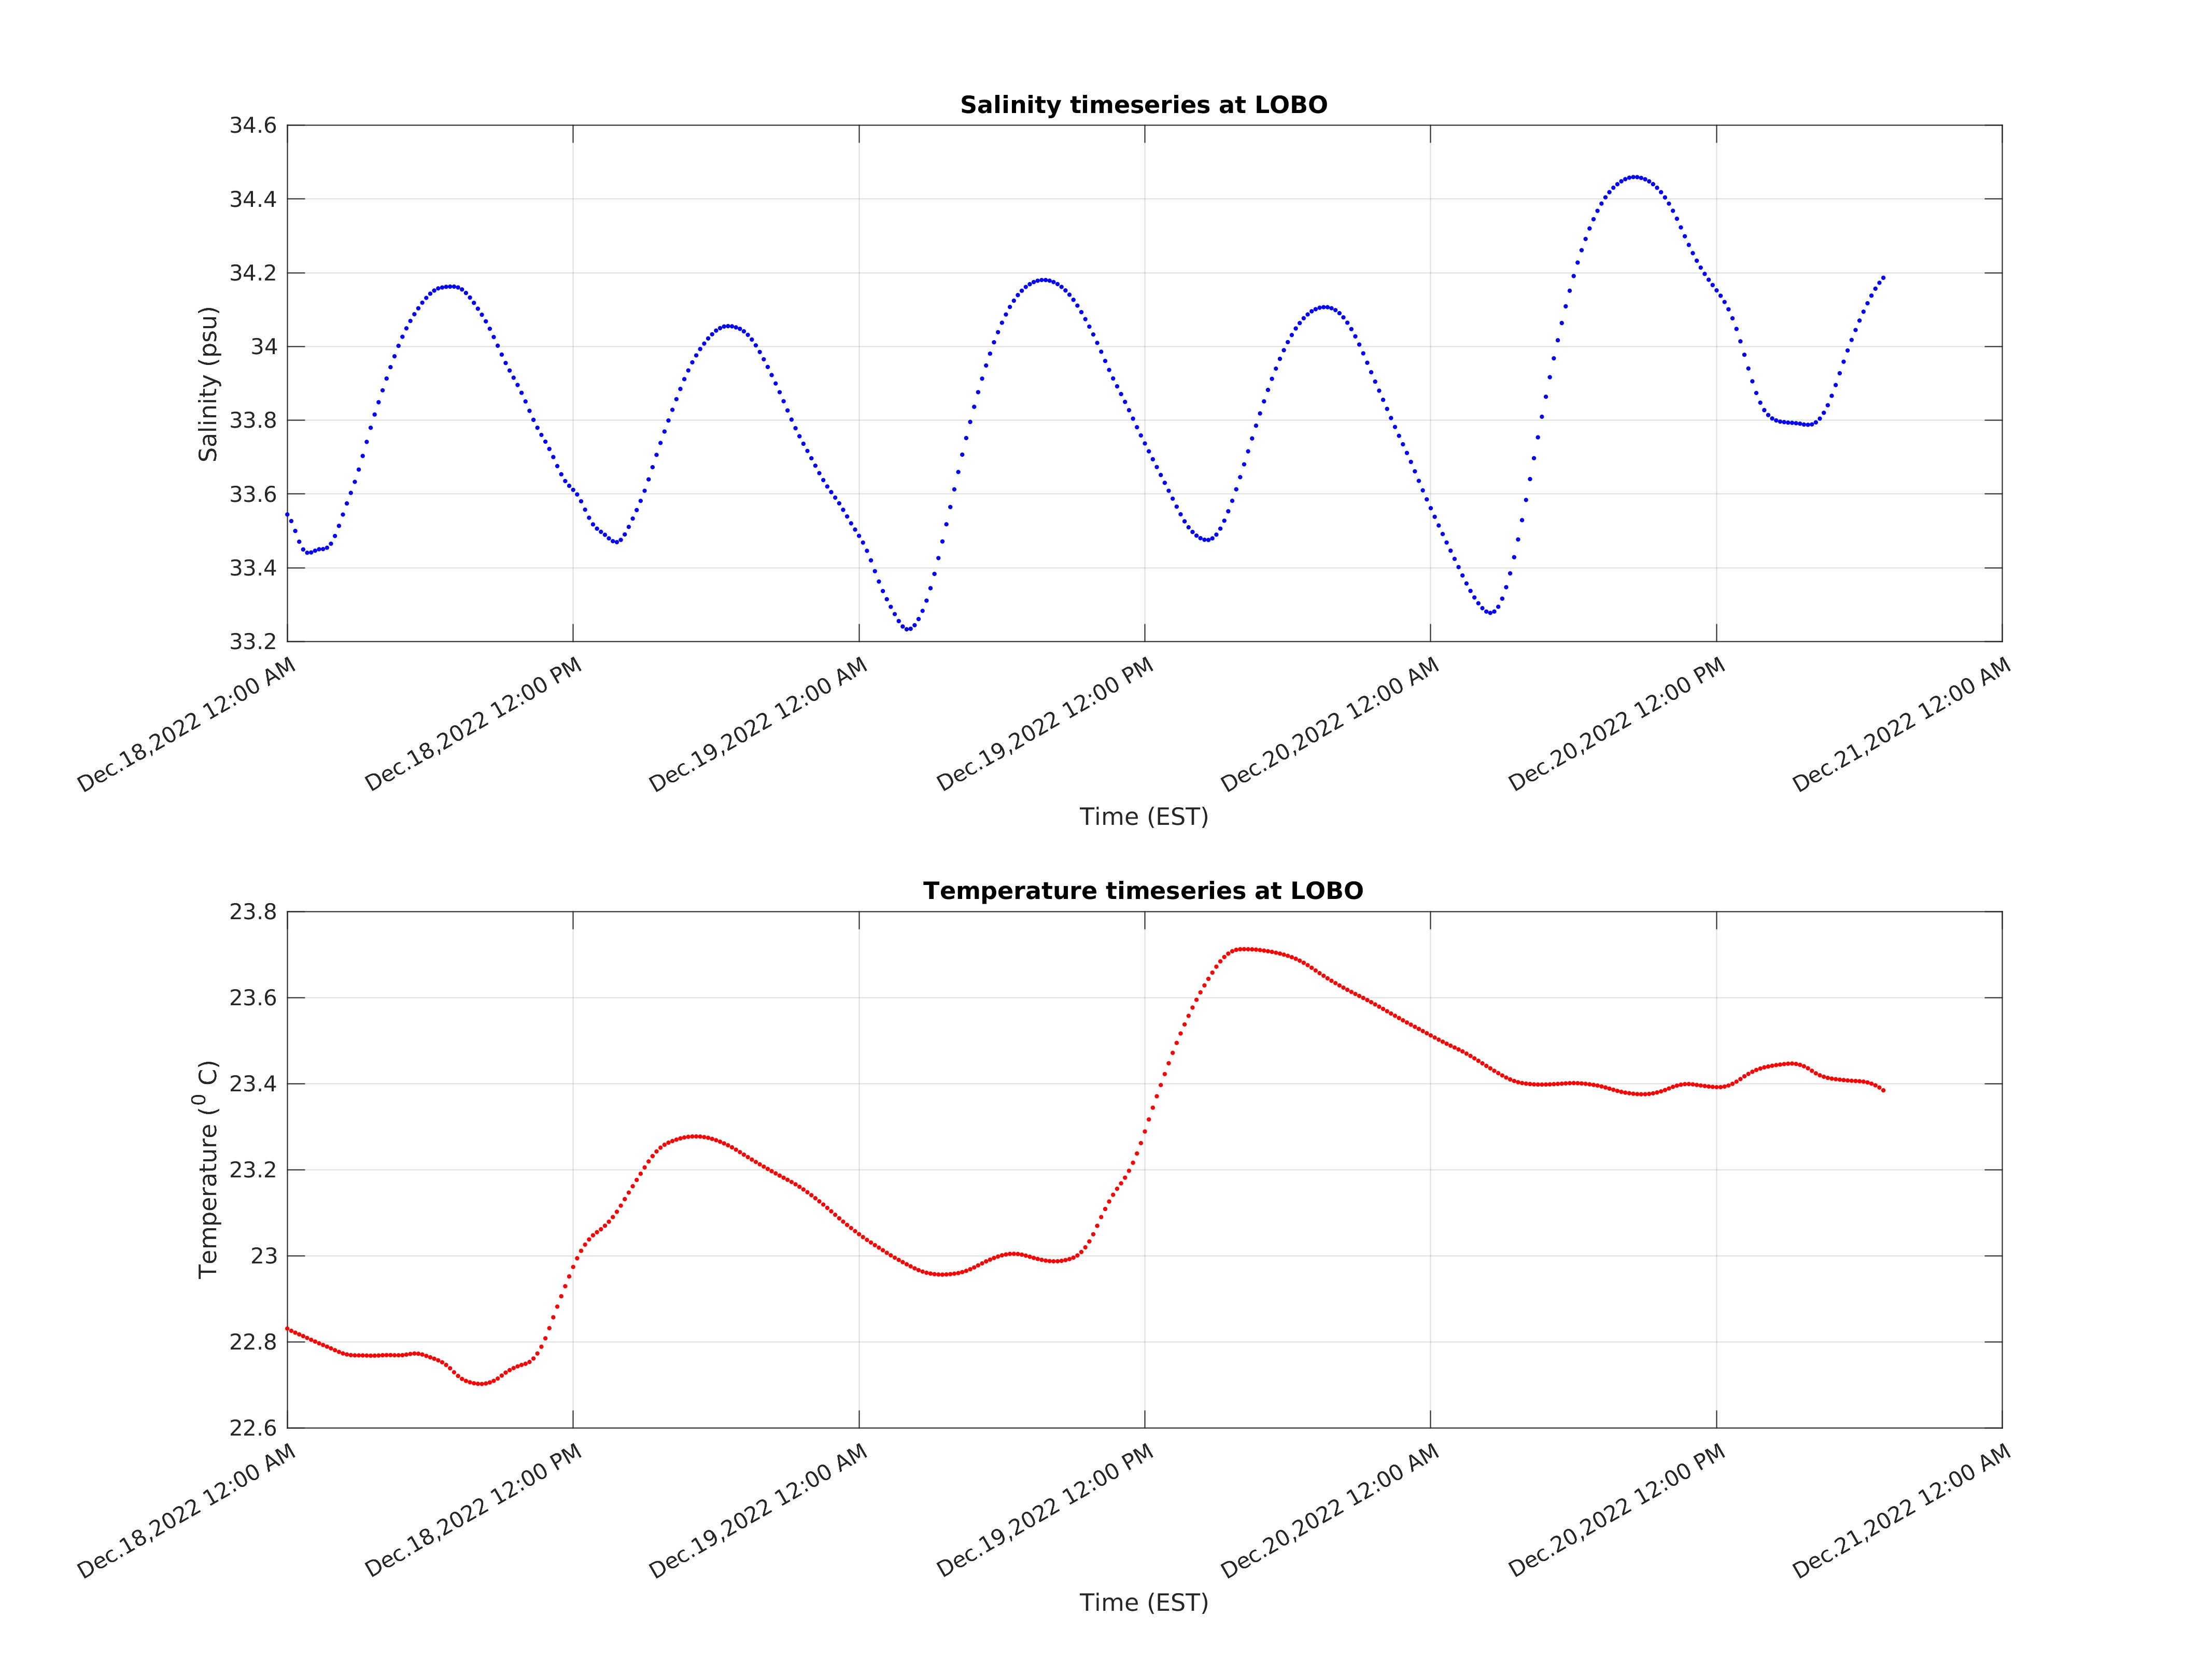 Salinity timeseries at LOBO
34.6
34.4
34.2
34
33.8
33.6
33.4
33.2
Salinity (psu)
Dec.18,2022 12:00 AM
Dec.18,2022 12:00 PM
Dec.19,2022 12:00 AM
Dec.19,2022 12:00 PM
Dec.20,2022 12:00 AM
Dec.20,2022 12:00 PM
Dec.21,2022 12:00 AM
Time (EST)
Temperature timeseries at LOBO
23.8
23.6
23.4
23.2
23
22.8
22.6
Temperature (⁰ C)
Dec.18,2022 12:00 AM
Dec.18,2022 12:00 PM
Dec.19,2022 12:00 AM
Dec.19,2022 12:00 PM
Dec.20,2022 12:00 AM
Dec.20,2022 12:00 PM
Dec.21,2022 12:00 AM
Time (EST)